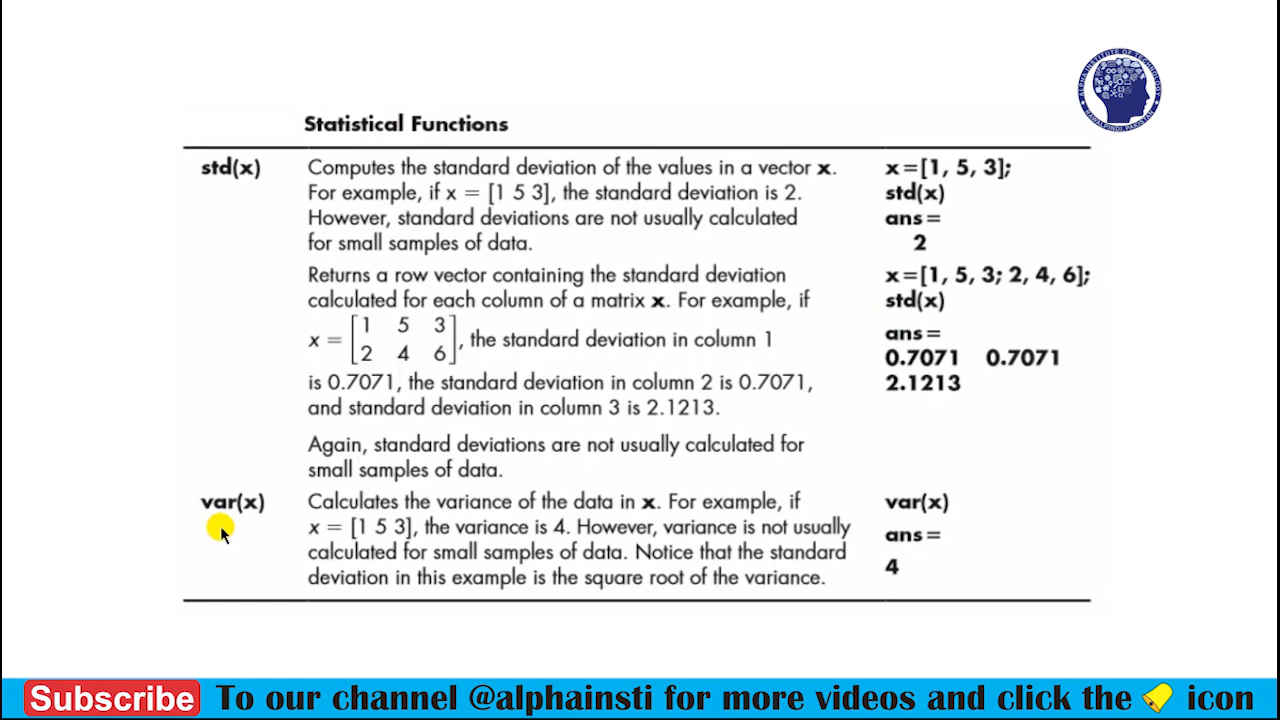 ALPHA INSTITUTE OF TECHNOLOGY
RAWALPINDI, PAKISTAN
Statistical Functions
std(x) Computes the standard deviation of the values in a vector x. x=[1, 5, 3];
For example, if x = [1 5 3], the standard deviation is 2. std(x)
However, standard deviations are not usually calculated ans=
for small samples of data. 2
Returns a row vector containing the standard deviation x=[1, 5, 3; 2, 4, 6];
calculated for each column of a matrix x. For example, if std(x)
x = [1 5 3
2 4 6], the standard deviation in column 1 ans=
0.7071 0.7071
is 0.7071, the standard deviation in column 2 is 0.7071, 2.1213
and standard deviation in column 3 is 2.1213.
Again, standard deviations are not usually calculated for
small samples of data.
var(x) Calculates the variance of the data in x. For example, if var(x)
x = [1 5 3], the variance is 4. However, variance is not usually ans=
calculated for small samples of data. Notice that the standard 4
deviation in this example is the square root of the variance.
Subscribe To our channel @alphainsti for more videos and click the icon